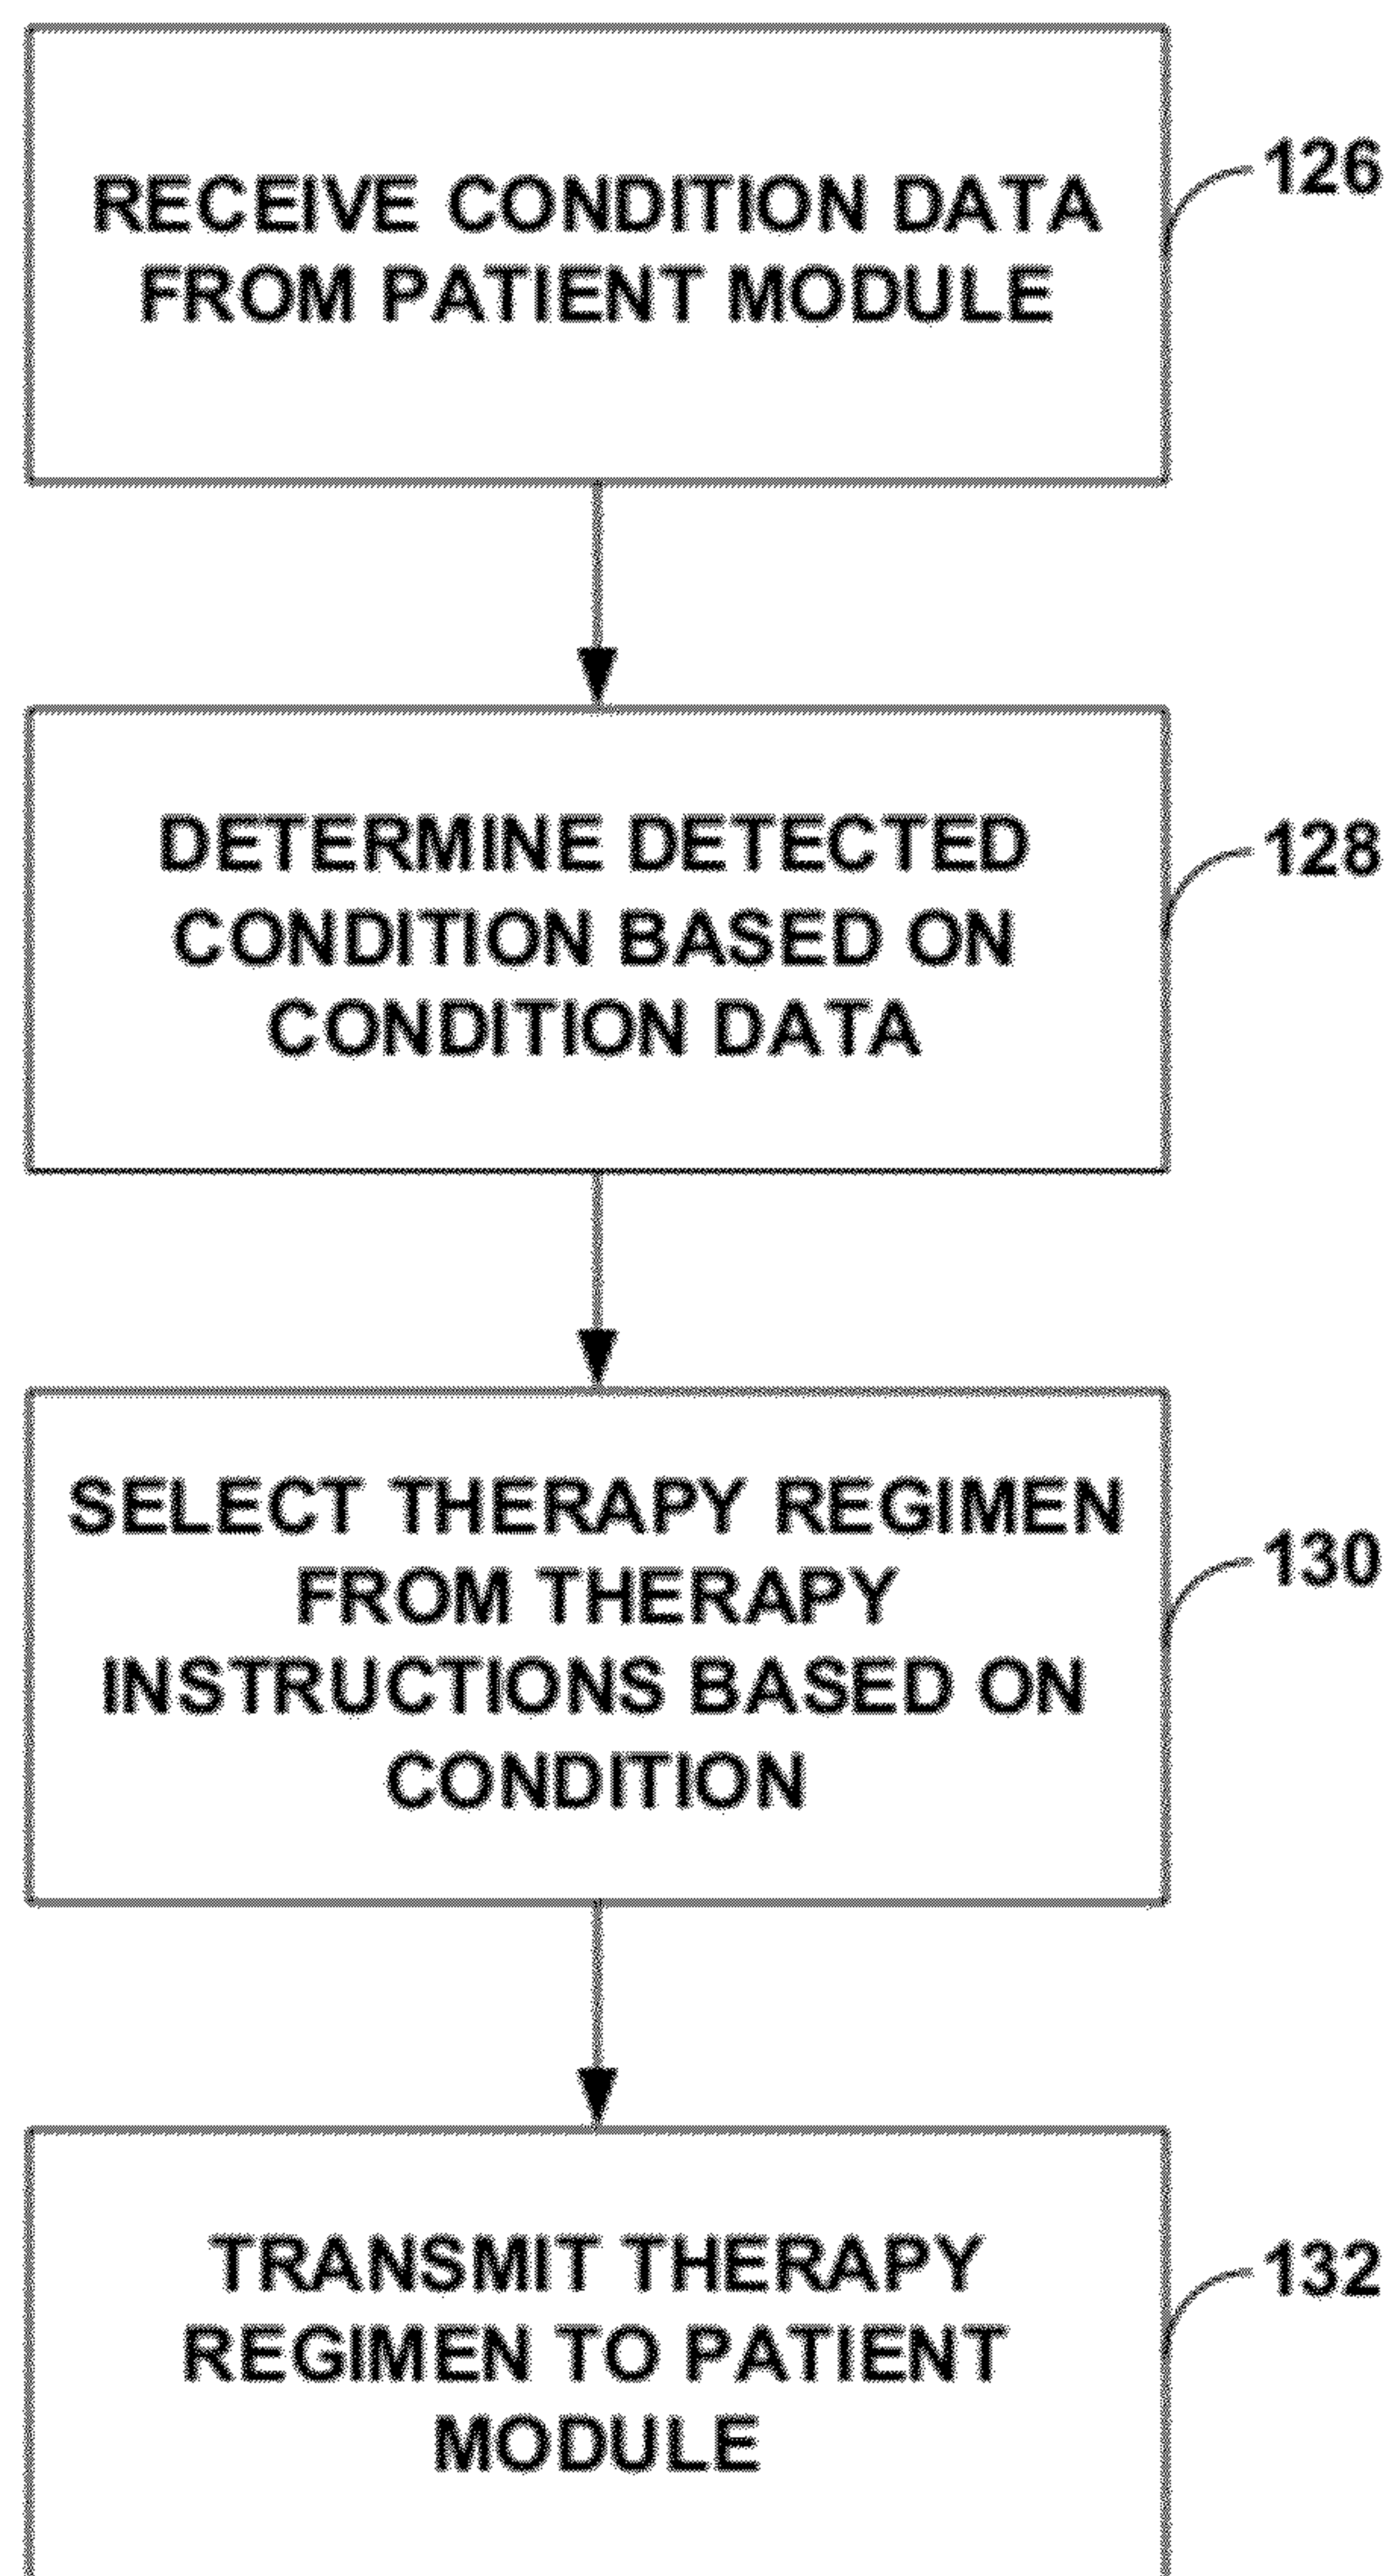 RECEIVE CONDITION DATA
FROM PATIENT MODULE
126
DETERMINE DETECTED
CONDITION BASED ON
CONDITION DATA
128
SELECT THERAPY REGIMEN
FROM THERAPY
INSTRUCTIONS BASED ON
CONDITION
130
TRANSMIT THERAPY
REGIMEN TO PATIENT
MODULE
132